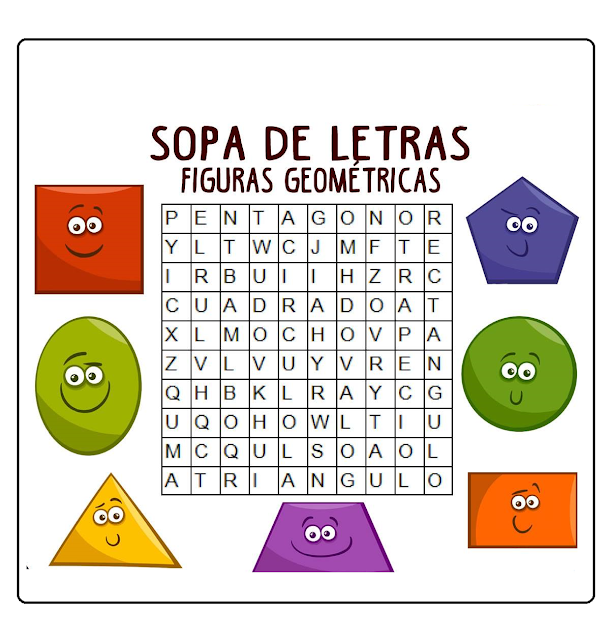 SOPA DE LETRAS
FIGURAS GEOMÉTRICAS
P E N T A G O N O R
Y L T W C J M F T E
I R B U I I H Z R C
C U A D R A D O A T
X L M O C H O V P A
Z V L V U Y V R E N
Q H B K L R A Y C G
U Q O H O W L T I U
M C Q U L S O A O L
A T R I A N G U L O